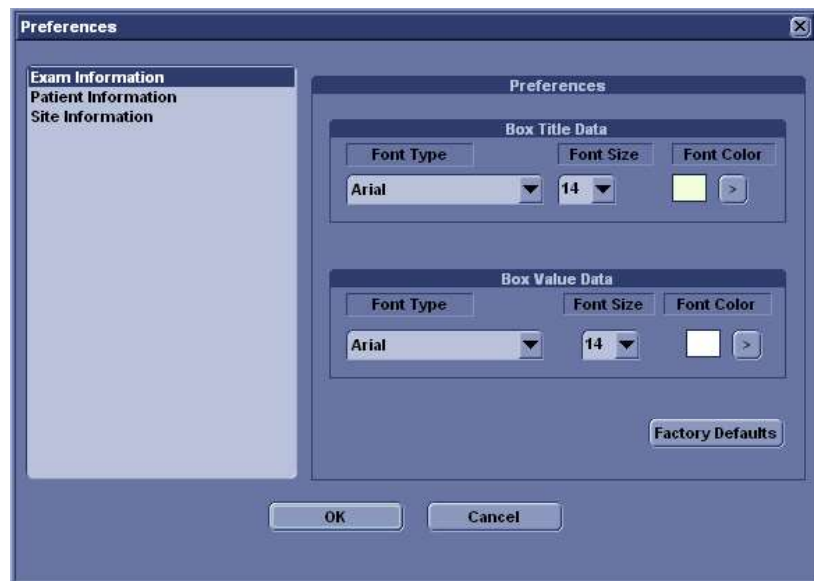 Preferences
Exam Information
Patient Information
Site Information
Preferences
Box Title Data
Font Type Font Size Font Color
Arial 14 >
Box Value Data
Font Type Font Size Font Color
Arial 14 >
Factory Defaults
OK Cancel